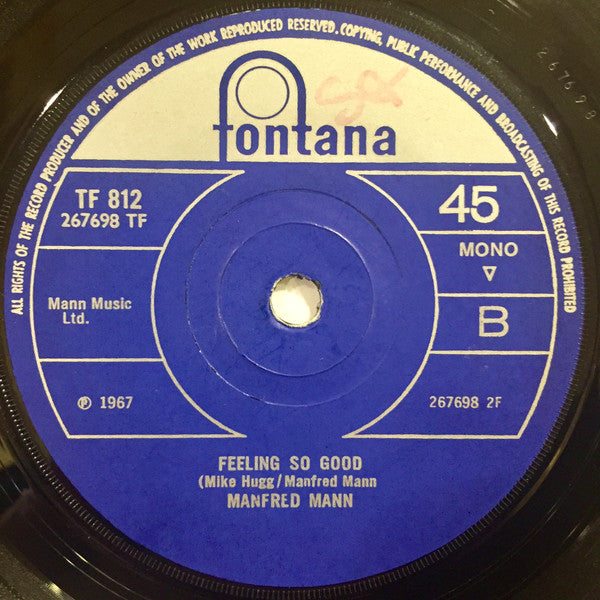 ALL RIGHTS OF THE RECORD PRODUCER AND OF THE OWNER OF THE WORK REPRODUCED RESERVED. COPYING, PUBLIC PERFORMANCE AND BROADCASTING OF THIS RECORD PROHIBITED
fontana
TF 812
267698 TF
45
MONO
B
Mann Music
Ltd.
℗ 1967
267698 2F
FEELING SO GOOD
(Mike Hugg/Manfred Mann
MANFRED MANN